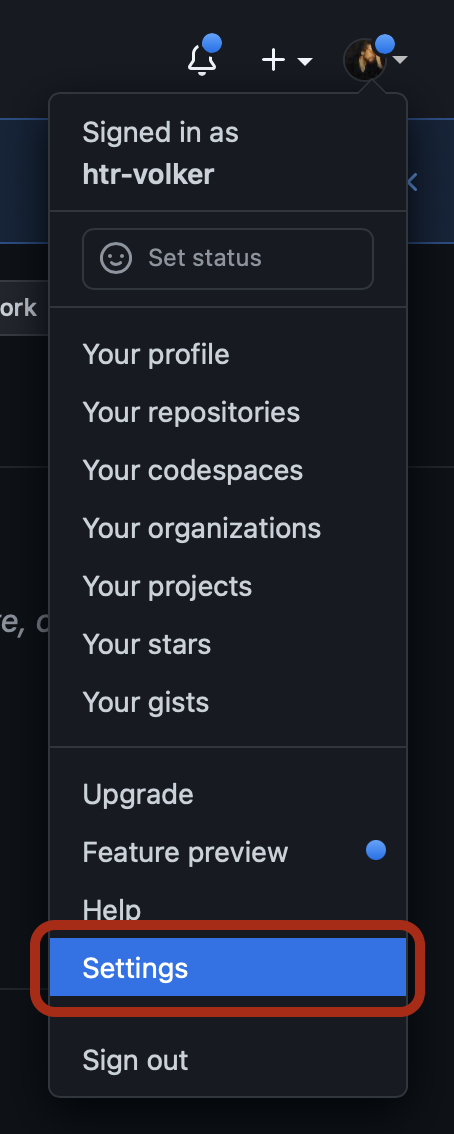 Signed in as
htr-volker
Set status
ork
Your profile
Your repositories
Your codespaces
Your organizations
Your projects
e, c
Your stars
Your gists
Upgrade
Feature preview
Help
Settings
Sign out